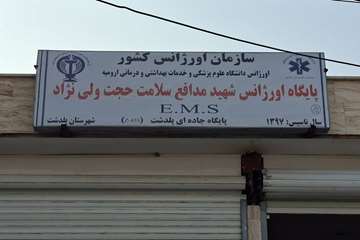 سازمان اورژانس کشور
اورژانس دانشگاه علوم پزشکی و خدمات بهداشتی و درمانی ارومیه
پایگاه اورژانس شهید مدافع سلامت حجت ولی نژاد
E.M.S
سال تاسیس: ۱۳۹۷ پایگاه جاده ای پلدشت شهرستان پلدشت